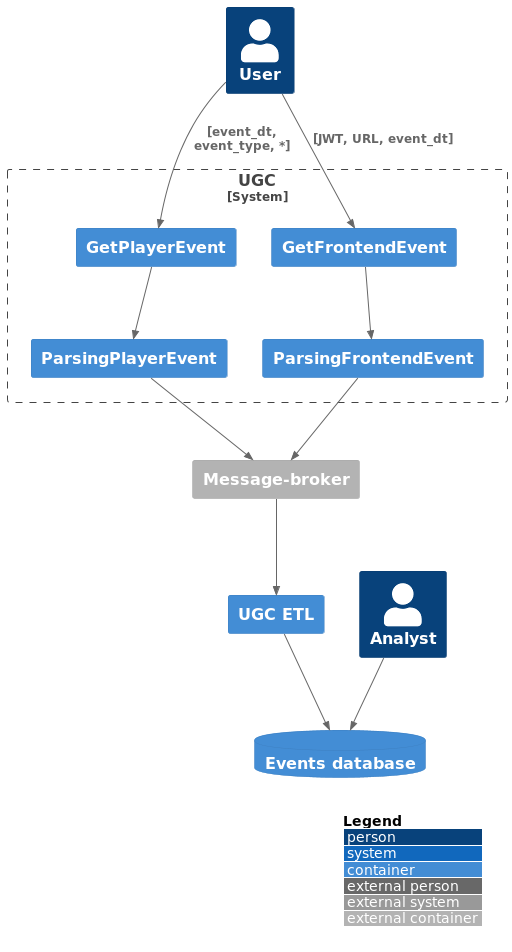 User
[event_dt,
event_type, *]
[JWT, URL, event_dt]
UGC
[System]
GetPlayerEvent
GetFrontendEvent
ParsingPlayerEvent
ParsingFrontendEvent
Message-broker
UGC ETL
Analyst
Events database
Legend
person
system
container
external person
external system
external container